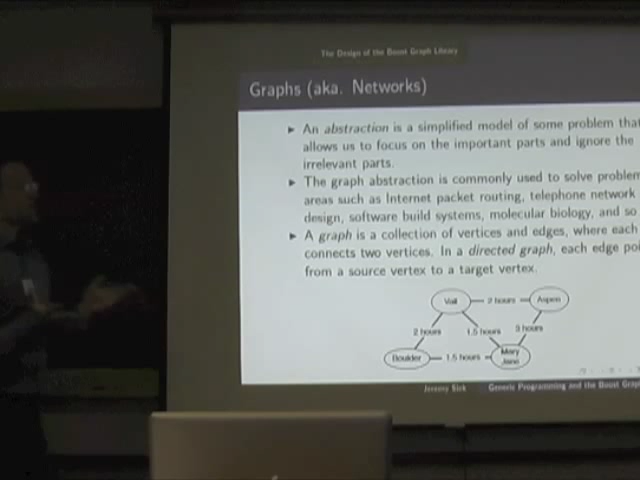 The Design of the Boost Graph Library
Graphs (aka. Networks)
► An abstraction is a simplified model of some problem that
allows us to focus on the important parts and ignore the
irrelevant parts.
► The graph abstraction is commonly used to solve problem
areas such as Internet packet routing, telephone network
design, software build systems, molecular biology, and so
► A graph is a collection of vertices and edges, where each
connects two vertices. In a directed graph, each edge poi
from a source vertex to a target vertex.
Vail 2 hours Aspen
2 hours 1.5 hours 3 hours
Boulder 1.5 hours Mary
Jane
Jeremy Siek Generic Programming and the Boost Grap